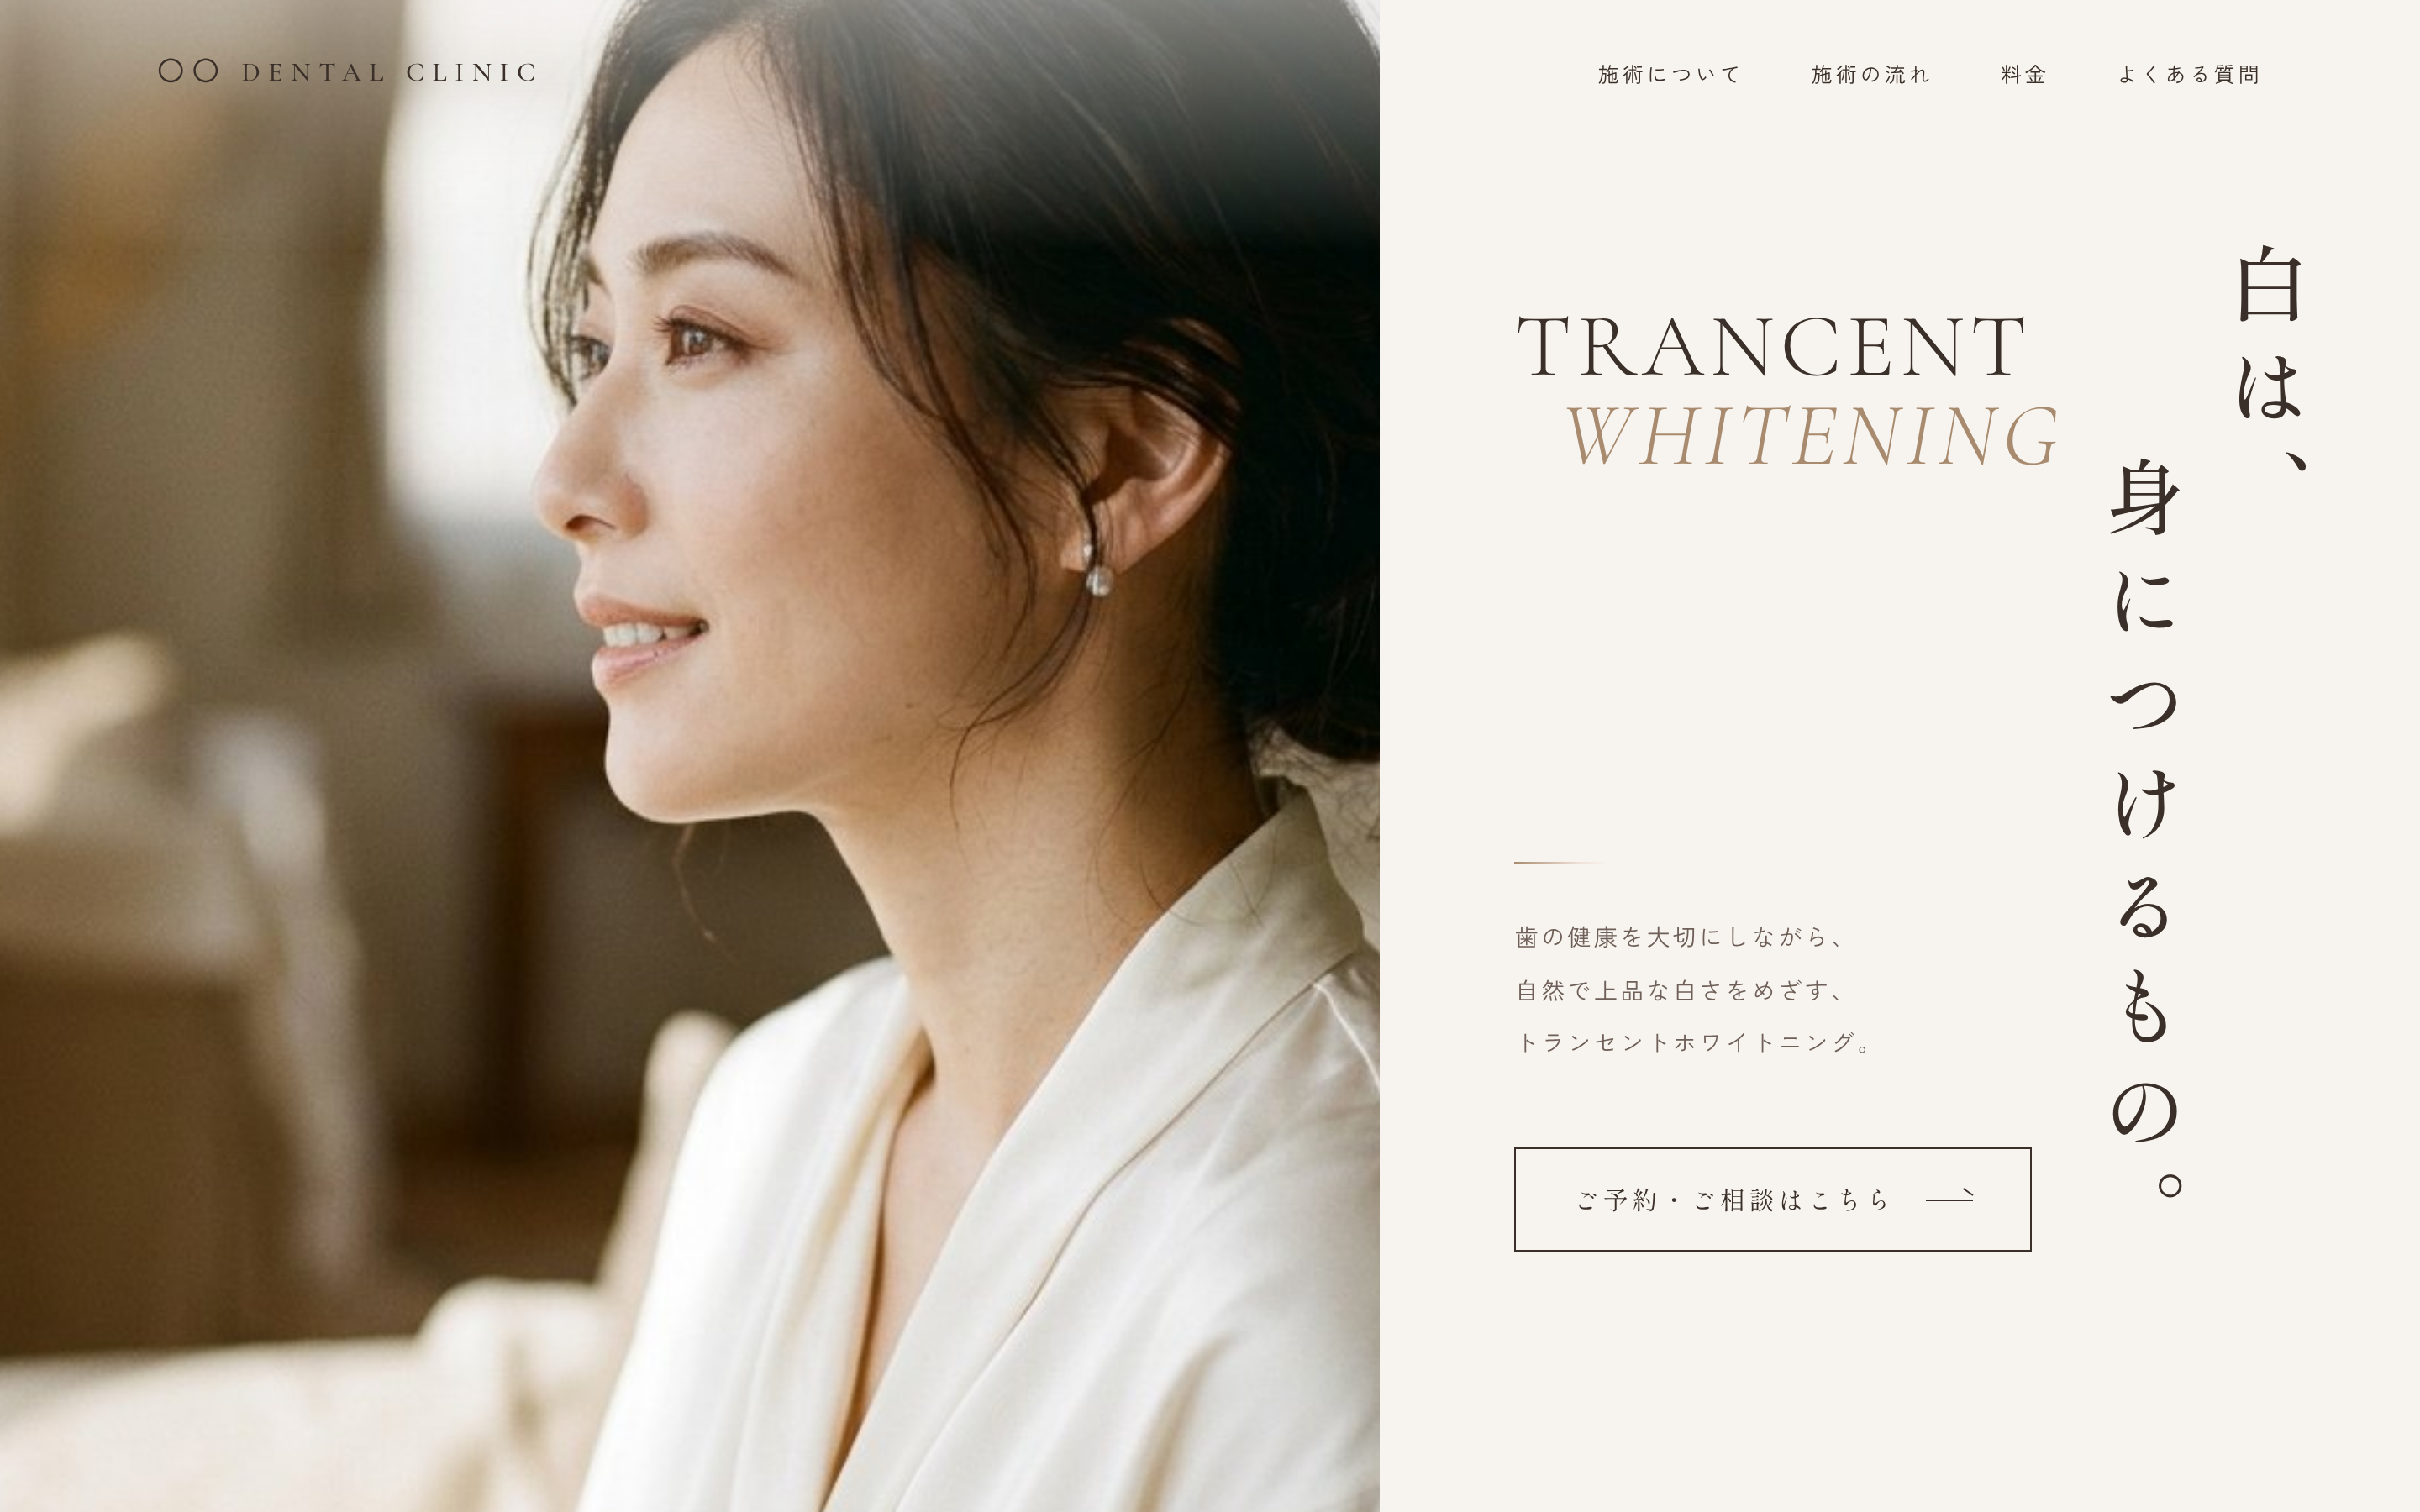 ○○ DENTAL CLINIC
施術について
施術の流れ
料金
よくある質問
白は、
身につけるもの。
TRANCENT
WHITENING
歯の健康を大切にしながら、
自然で上品な白さをめざす、
トランセントホワイトニング。
ご予約・ご相談はこちら